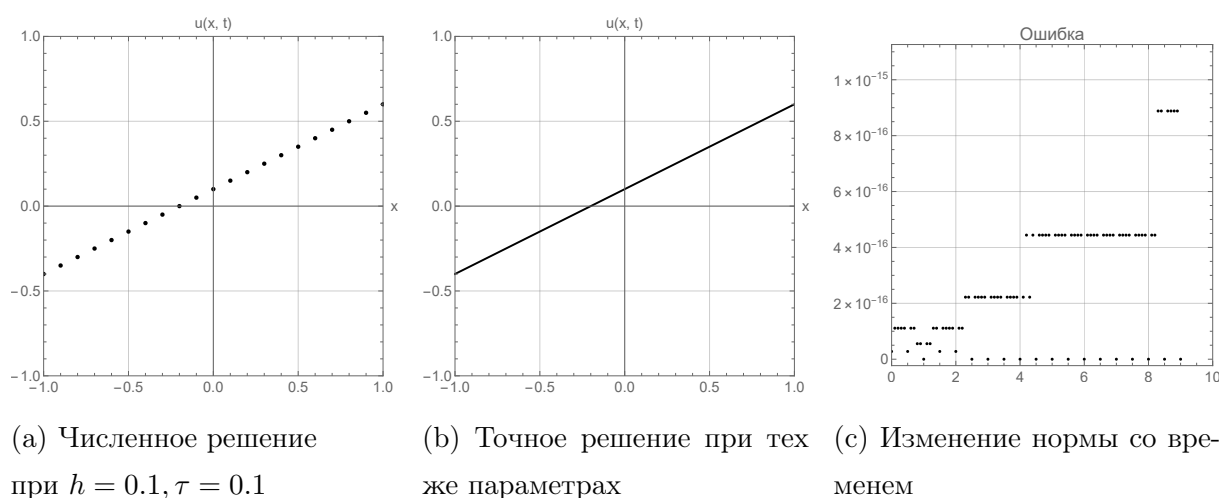 u(x, t)
1.0
0.5
0.0
x
−0.5
−1.0
−1.0 −0.5 0.0 0.5 1.0
u(x, t)
1.0
0.5
0.0
x
−0.5
−1.0
−1.0 −0.5 0.0 0.5 1.0
Ошибка
1 × 10⁻¹⁵
8 × 10⁻¹⁶
6 × 10⁻¹⁶
4 × 10⁻¹⁶
2 × 10⁻¹⁶
0
0 2 4 6 8 10
(a) Численное решение
при h = 0.1, τ = 0.1
(b) Точное решение при тех
же параметрах
(c) Изменение нормы со вре-
менем